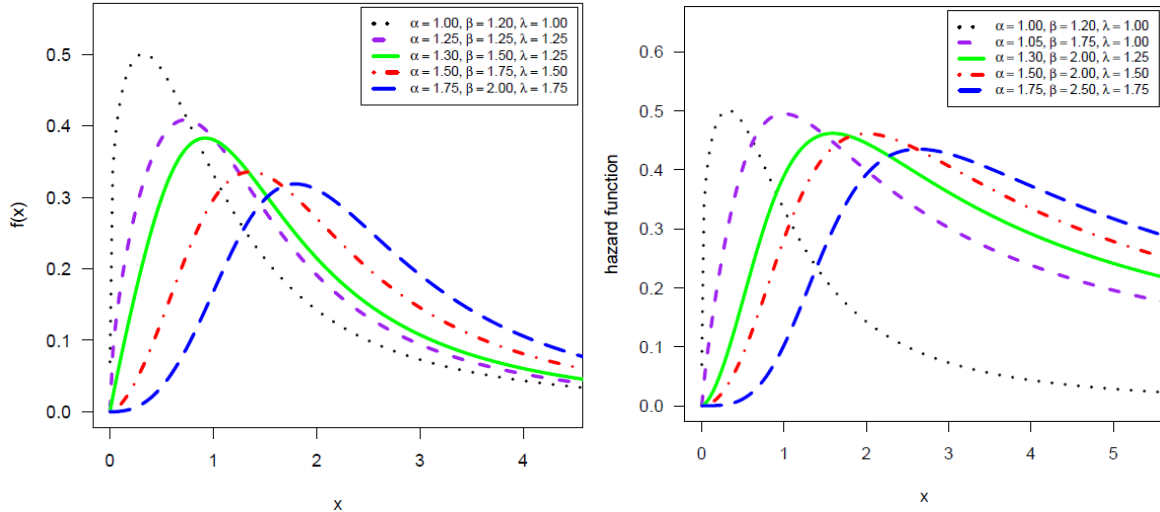 α = 1.00, β = 1.20, λ = 1.00
α = 1.25, β = 1.25, λ = 1.25
α = 1.30, β = 1.50, λ = 1.25
α = 1.50, β = 1.75, λ = 1.50
α = 1.75, β = 2.00, λ = 1.75
f(x)
0.5
0.4
0.3
0.2
0.1
0.0
0 1 2 3 4
x
α = 1.00, β = 1.20, λ = 1.00
α = 1.05, β = 1.75, λ = 1.00
α = 1.30, β = 2.00, λ = 1.25
α = 1.50, β = 2.00, λ = 1.50
α = 1.75, β = 2.50, λ = 1.75
hazard function
0.6
0.5
0.4
0.3
0.2
0.1
0.0
0 1 2 3 4 5
x